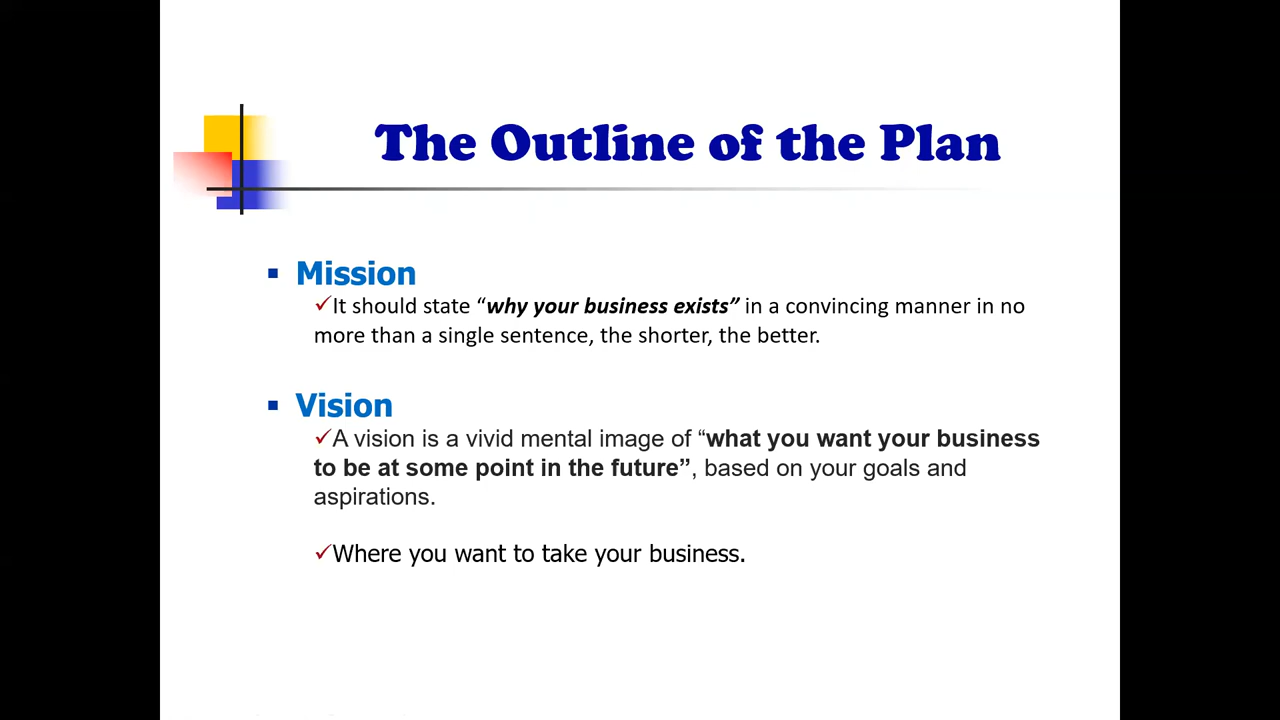 The Outline of the Plan
Mission
It should state “why your business exists” in a convincing manner in no
more than a single sentence, the shorter, the better.
Vision
A vision is a vivid mental image of “what you want your business
to be at some point in the future”, based on your goals and
aspirations.
Where you want to take your business.